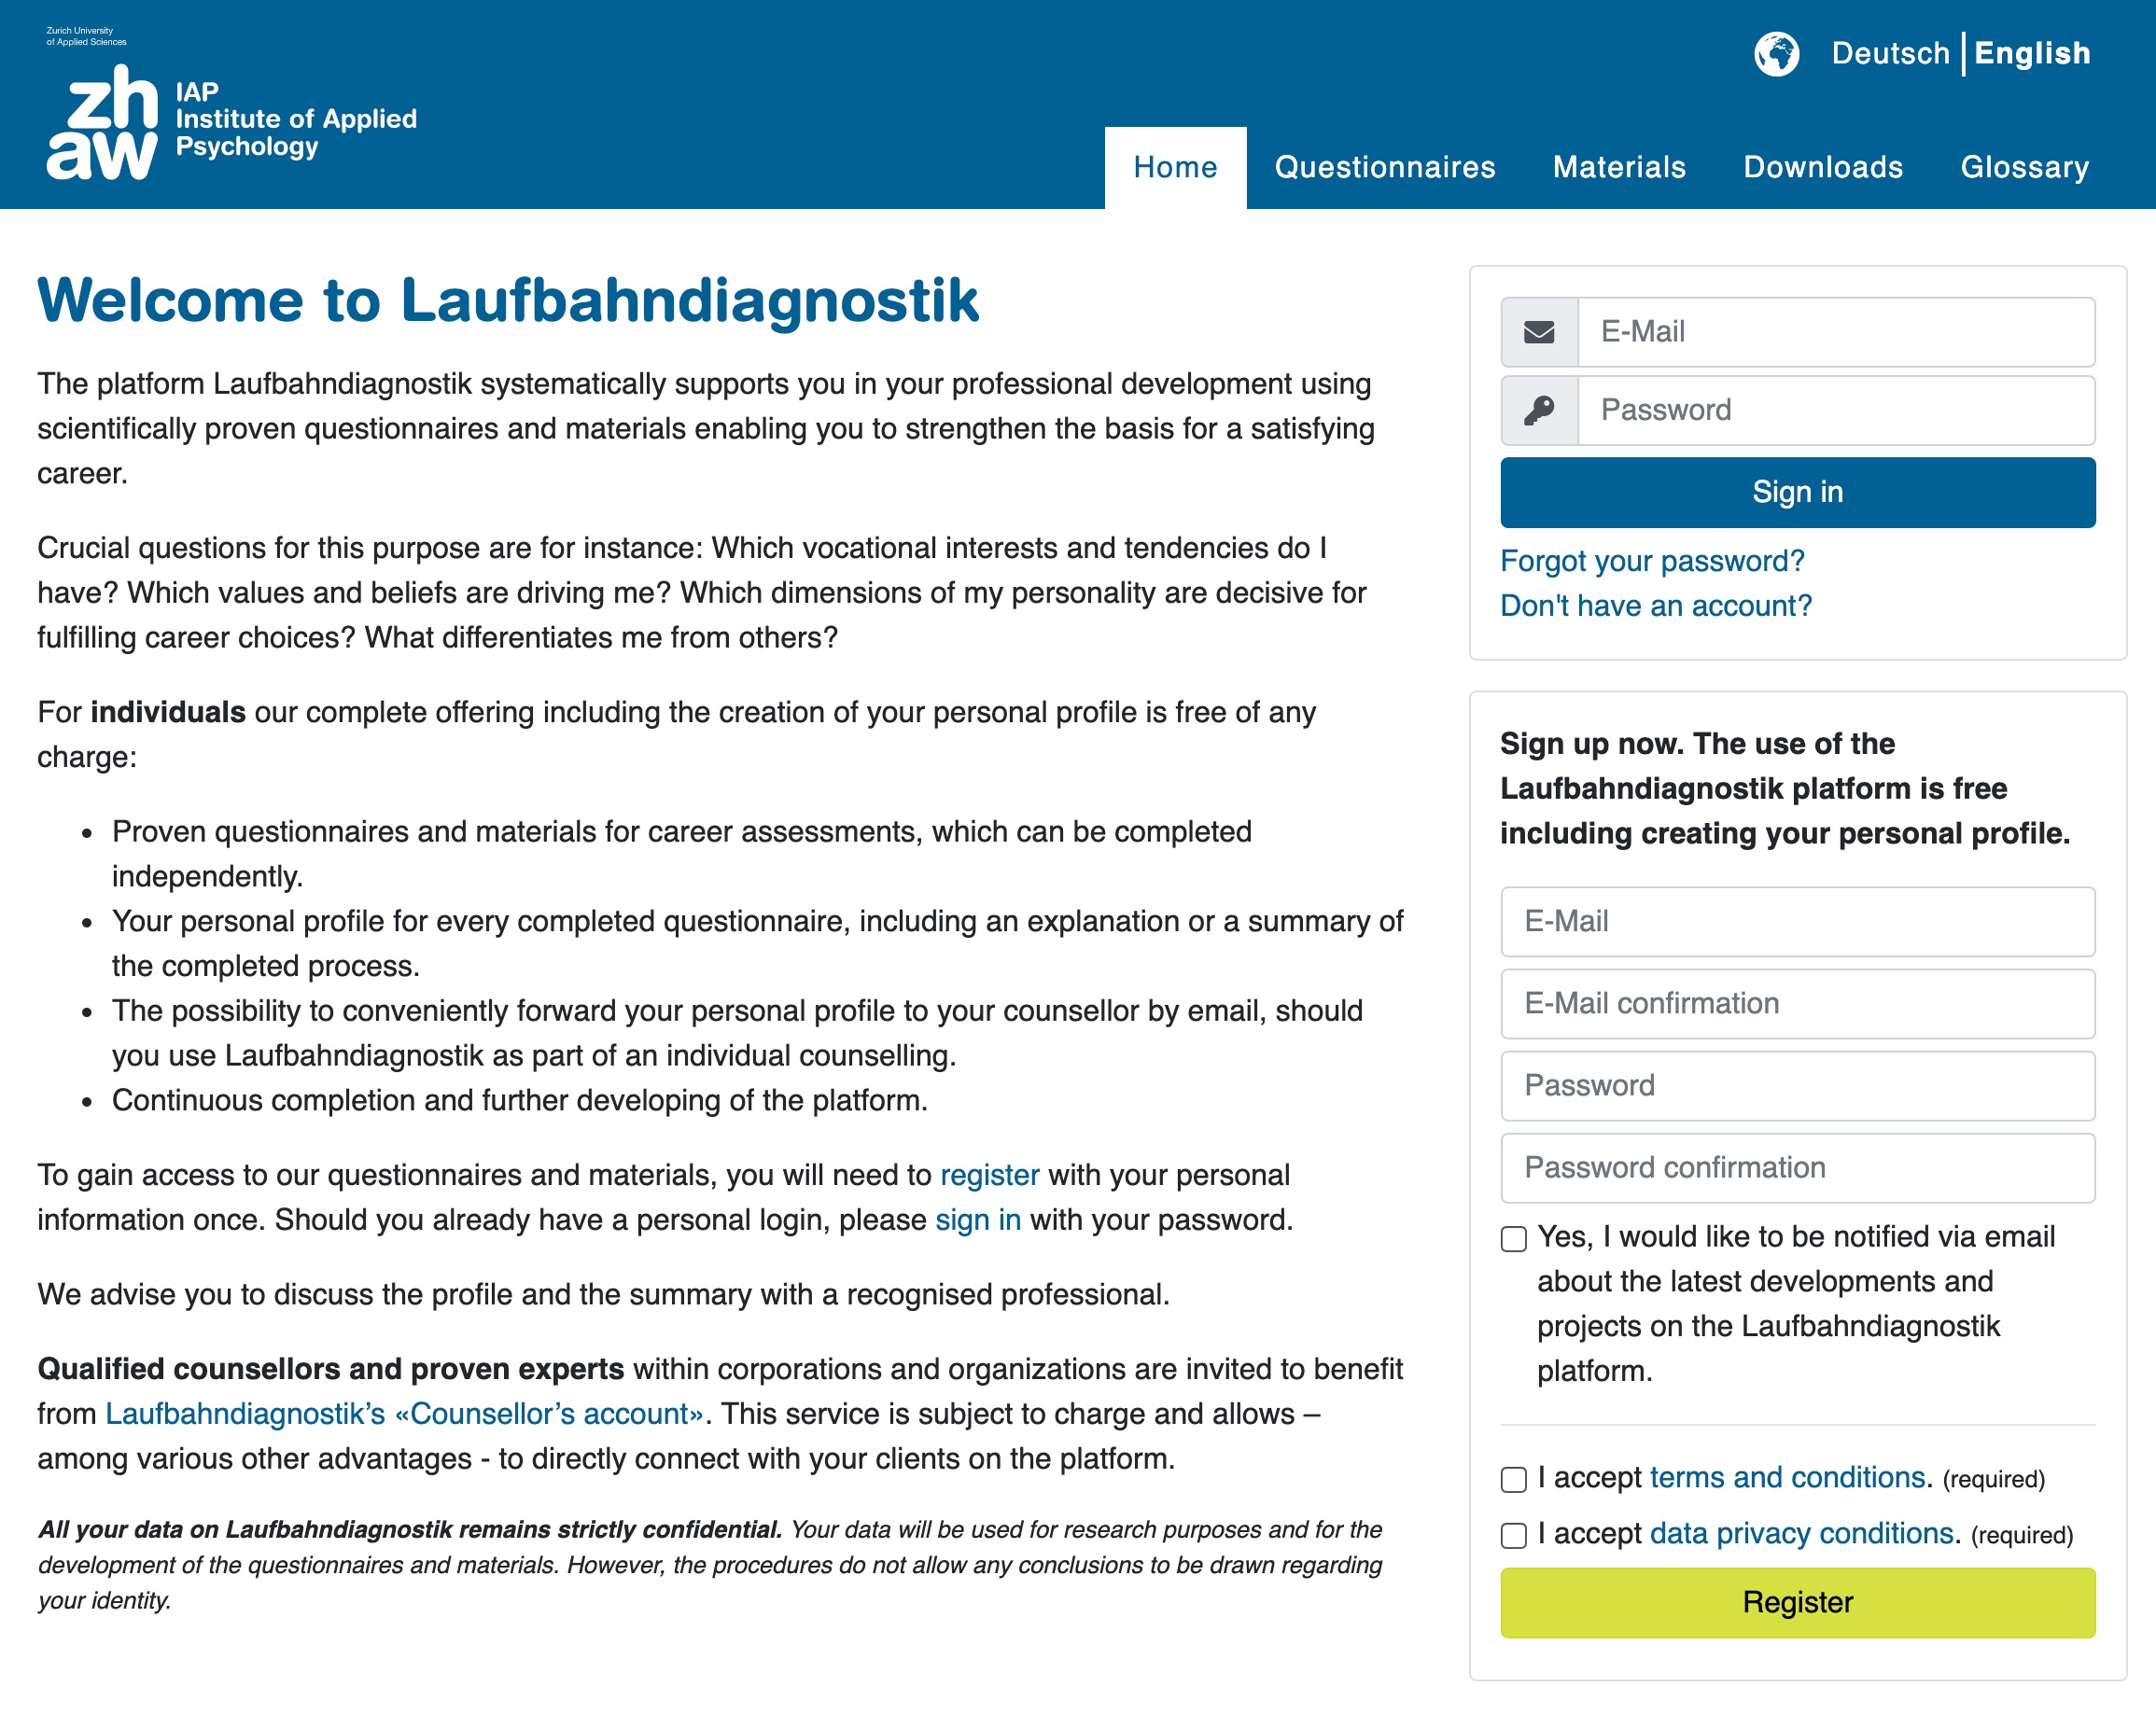 Zurich University
of Applied Sciences
zh
aw
IAP
Institute of Applied
Psychology
Deutsch | English
Home Questionnaires Materials Downloads Glossary
Welcome to Laufbahndiagnostik
The platform Laufbahndiagnostik systematically supports you in your professional development using
scientifically proven questionnaires and materials enabling you to strengthen the basis for a satisfying
career.
Crucial questions for this purpose are for instance: Which vocational interests and tendencies do I
have? Which values and beliefs are driving me? Which dimensions of my personality are decisive for
fulfilling career choices? What differentiates me from others?
For individuals our complete offering including the creation of your personal profile is free of any
charge:
• Proven questionnaires and materials for career assessments, which can be completed
independently.
• Your personal profile for every completed questionnaire, including an explanation or a summary of
the completed process.
• The possibility to conveniently forward your personal profile to your counsellor by email, should
you use Laufbahndiagnostik as part of an individual counselling.
• Continuous completion and further developing of the platform.
To gain access to our questionnaires and materials, you will need to register with your personal
information once. Should you already have a personal login, please sign in with your password.
We advise you to discuss the profile and the summary with a recognised professional.
Qualified counsellors and proven experts within corporations and organizations are invited to benefit
from Laufbahndiagnostik’s «Counsellor’s account». This service is subject to charge and allows –
among various other advantages - to directly connect with your clients on the platform.
All your data on Laufbahndiagnostik remains strictly confidential. Your data will be used for research purposes and for the
development of the questionnaires and materials. However, the procedures do not allow any conclusions to be drawn regarding
your identity.
E-Mail
Password
Sign in
Forgot your password?
Don't have an account?
Sign up now. The use of the
Laufbahndiagnostik platform is free
including creating your personal profile.
E-Mail
E-Mail confirmation
Password
Password confirmation
Yes, I would like to be notified via email
about the latest developments and
projects on the Laufbahndiagnostik
platform.
I accept terms and conditions. (required)
I accept data privacy conditions. (required)
Register